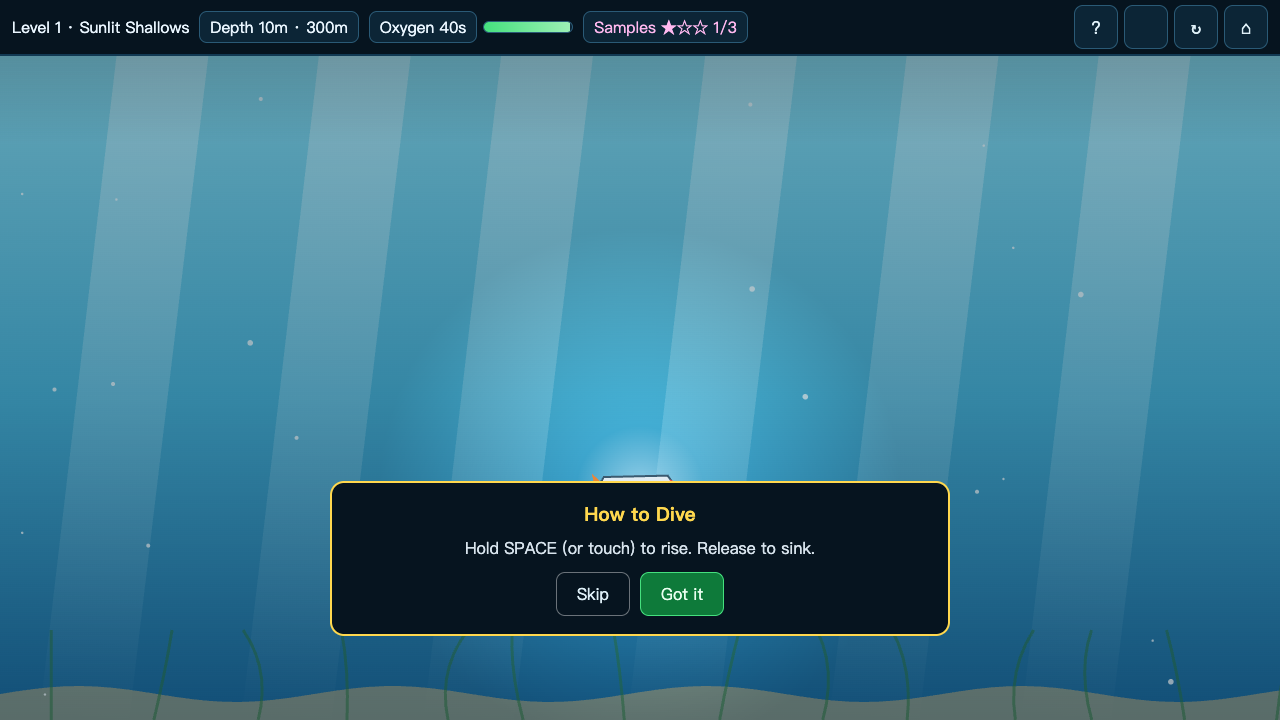 Level 1 · Sunlit Shallows
Depth 10m · 300m
Oxygen 40s
Samples ★☆☆ 1/3
?
↻
⌂
How to Dive
Hold SPACE (or touch) to rise. Release to sink.
Skip
Got it